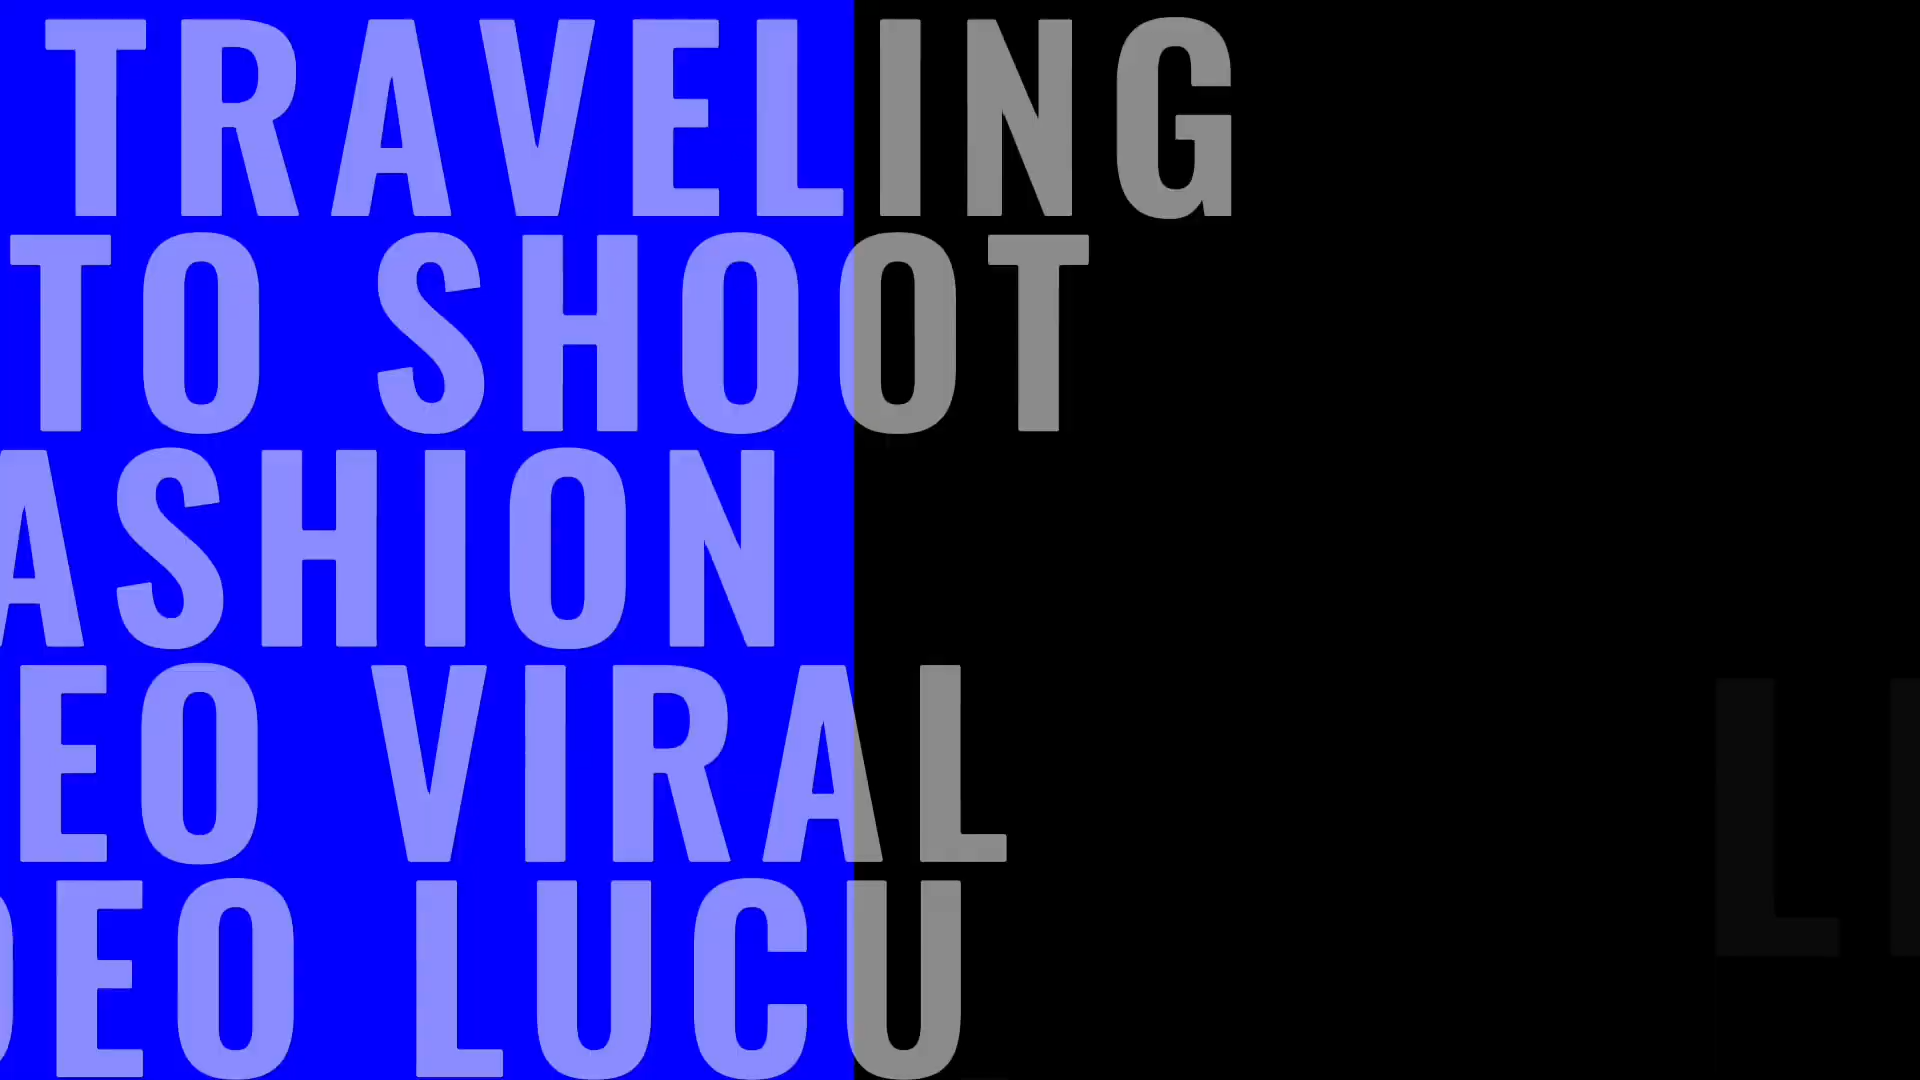 TRAVELING
TO SHOOT
ASHION
EO VIRAL
DEO LUCU